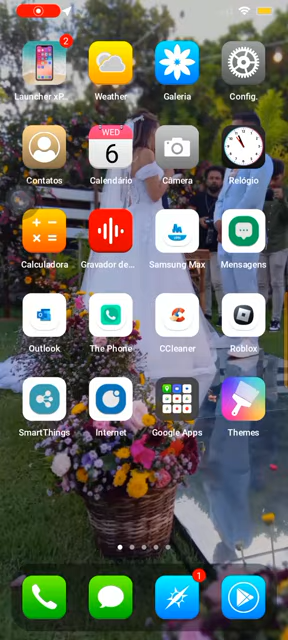 2
Launcher xP...
Weather
Galeria
Config.
WED
6
Contatos
Calendário
Câmera
Relógio
Calculadora
Gravador de...
Samsung Max
Mensagens
Outlook
The Phone
CCleaner
Roblox
SmartThings
Internet
Google Apps
Themes
1